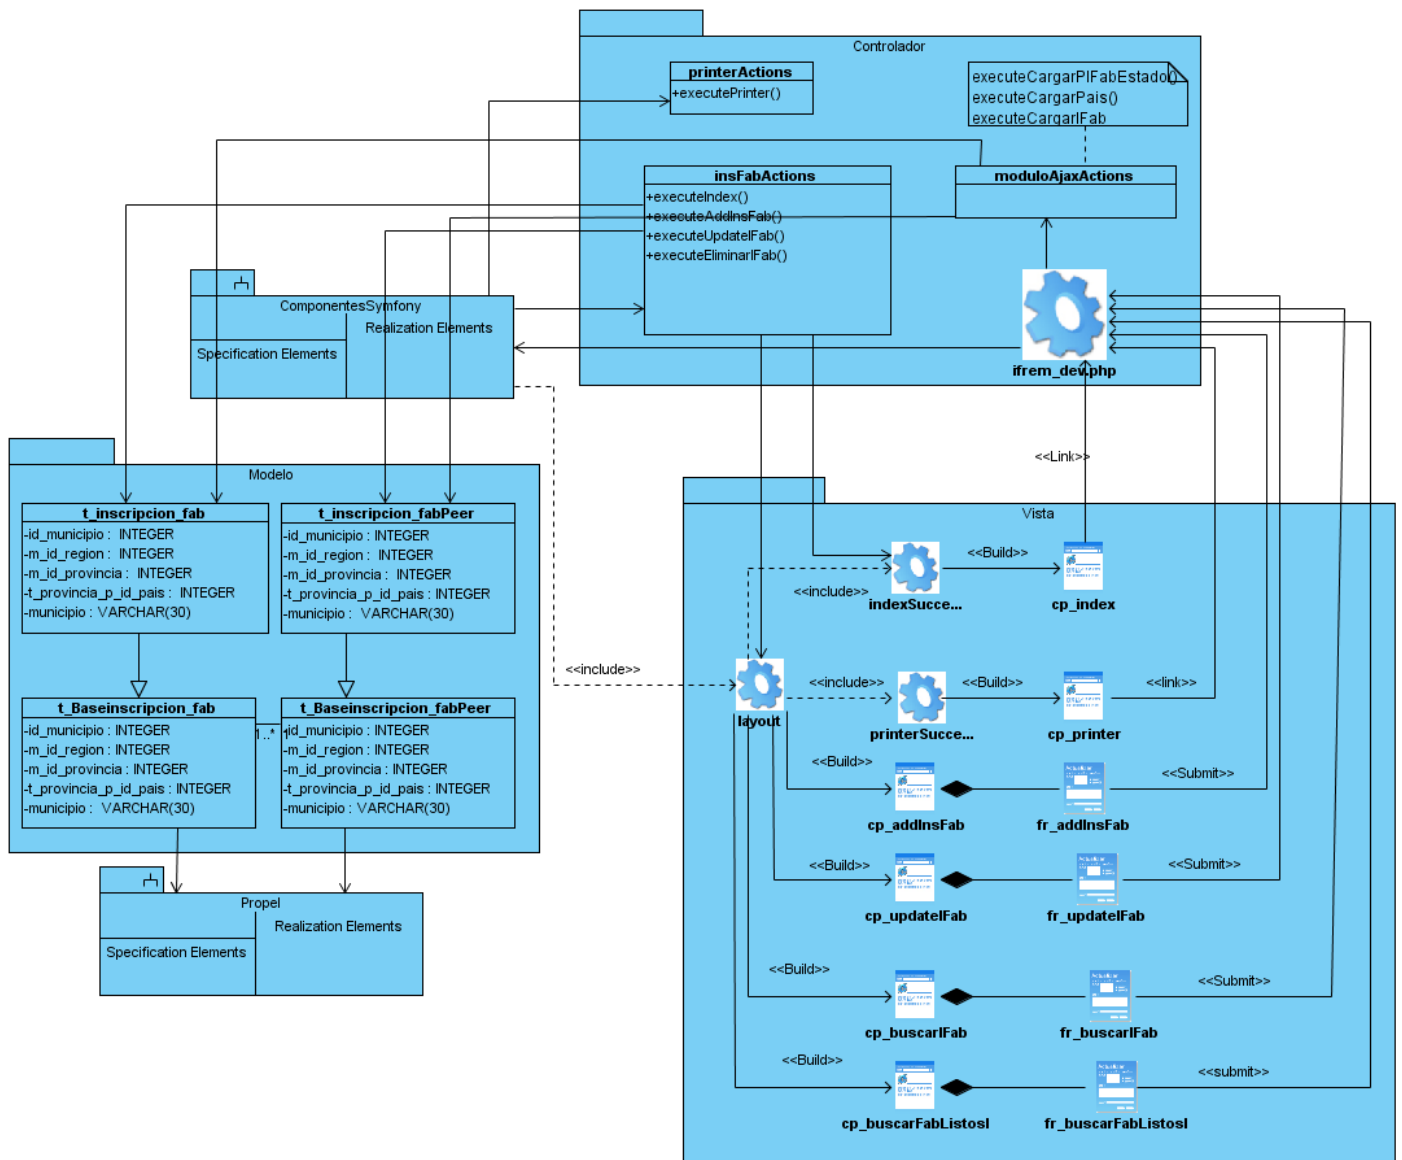 Controlador
printerActions
+executePrinter()
executeCargarPIFabEstado()
executeCargarPais()
executeCargarIFab
insFabActions
+executeIndex()
+executeAddInsFab()
+executeUpdateIFab()
+executeEliminarIFab()
moduloAjaxActions
ifrem_dev.php
ComponentesSymfony
Realization Elements
Specification Elements
<<Link>>
Modelo
t_inscripcion_fab
-id_municipio : INTEGER
-m_id_region : INTEGER
-m_id_provincia : INTEGER
-t_provincia_p_id_pais : INTEGER
-municipio : VARCHAR(30)
t_inscripcion_fabPeer
-id_municipio : INTEGER
-m_id_region : INTEGER
-m_id_provincia : INTEGER
-t_provincia_p_id_pais : INTEGER
-municipio : VARCHAR(30)
t_Baseinscripcion_fab
-id_municipio : INTEGER
-m_id_region : INTEGER
-m_id_provincia : INTEGER
-t_provincia_p_id_pais : INTEGER
-municipio : VARCHAR(30)
1..*
1
t_Baseinscripcion_fabPeer
-id_municipio : INTEGER
-m_id_region : INTEGER
-m_id_provincia : INTEGER
-t_provincia_p_id_pais : INTEGER
-municipio : VARCHAR(30)
Propel
Realization Elements
Specification Elements
<<include>>
Vista
<<Build>>
<<include>>
indexSucce...
cp_index
layout
<<include>>
<<Build>>
<<link>>
printerSucce...
cp_printer
<<Build>>
<<Submit>>
cp_addInsFab
fr_addInsFab
<<Build>>
<<Submit>>
cp_updateIFab
fr_updateIFab
<<Build>>
<<Submit>>
cp_buscarIFab
fr_buscarIFab
<<Build>>
<<submit>>
cp_buscarFabListosI
fr_buscarFabListosI